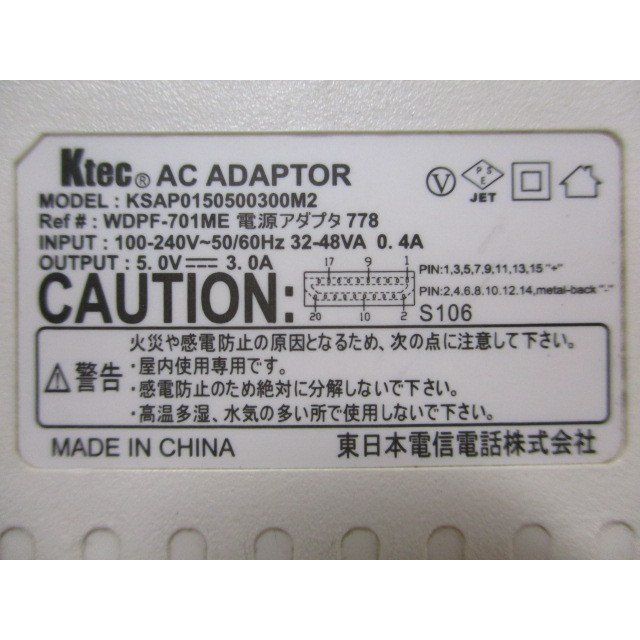 Ktec® AC ADAPTOR
MODEL : KSAP0150500300M2
Ref # : WDPF-701ME 電源アダプタ 778
INPUT : 100-240V~50/60Hz 32-48VA 0.4A
OUTPUT : 5.0V⎓ 3.0A
V
PSE
JET
CAUTION:
17 9 1
20 10 2
PIN:1,3,5,7,9,11,13,15 "+"
PIN:2,4,6.8.10.12.14,metal-back "-"
S106
警告
火災や感電防止の原因となるため、次の点に注意して下さい。
・屋内使用専用です。
・感電防止のため絶対に分解しないで下さい。
・高温多湿、水気の多い所で使用しないで下さい。
MADE IN CHINA
東日本電信電話株式会社